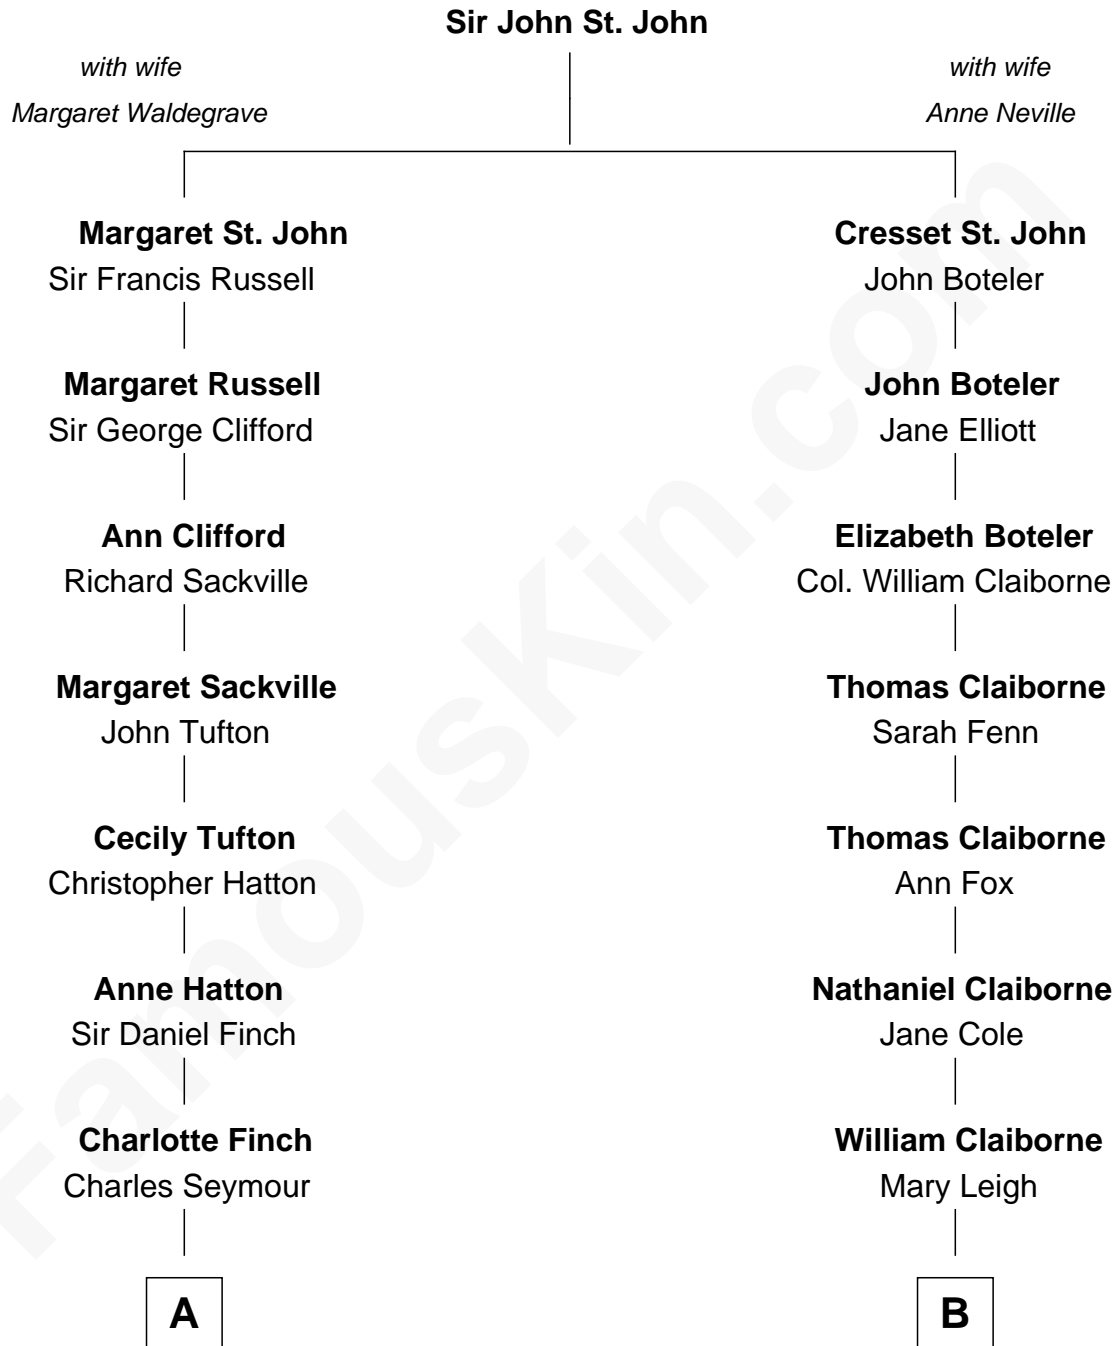 Sir John St. John
with wife
Margaret Waldegrave
with wife
Anne Neville
Margaret St. John
Sir Francis Russell
Cresset St. John
John Boteler
Margaret Russell
Sir George Clifford
John Boteler
Jane Elliott
Ann Clifford
Richard Sackville
Elizabeth Boteler
Col. William Claiborne
Margaret Sackville
John Tufton
Thomas Claiborne
Sarah Fenn
Cecily Tufton
Christopher Hatton
Thomas Claiborne
Ann Fox
Anne Hatton
Sir Daniel Finch
Nathaniel Claiborne
Jane Cole
Charlotte Finch
Charles Seymour
William Claiborne
Mary Leigh
A
B
FamousKin.com